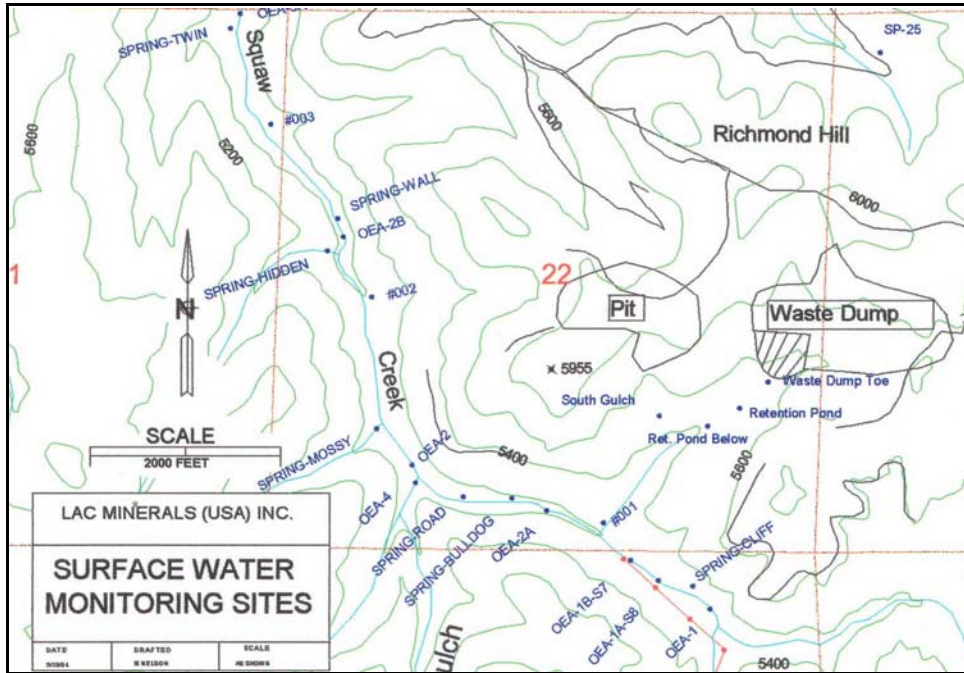 SPRING-TWIN
Squaw
SP-25
#003
5600
5600
Richmond Hill
5200
SPRING-WALL
6000
OEA-2B
SPRING-HIDDEN
1
22
#002
Pit
Waste Dump
N
5955
Waste Dump Toe
Creek
South Gulch
Retention Pond
Ret. Pond Below
SCALE
2000 FEET
SPRING-MOSSY
OEA-2
5400
5600
OEA-4
SPRING-ROAD
SPRING-BULLDOG
OEA-2A
#001
SPRING-CLIFF
LAC MINERALS (USA) INC.
SURFACE WATER
MONITORING SITES
OEA-1B-S7
OEA-1A-S8
OEA-1
ulch
5400
DATE
DRAFTED
SCALE
AS SHOWN